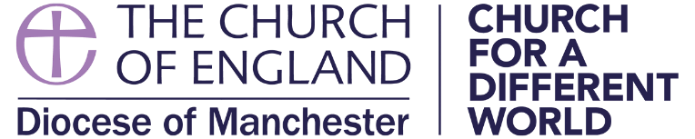 THE CHURCH
OF ENGLAND
Diocese of Manchester
CHURCH
FOR A
DIFFERENT
WORLD